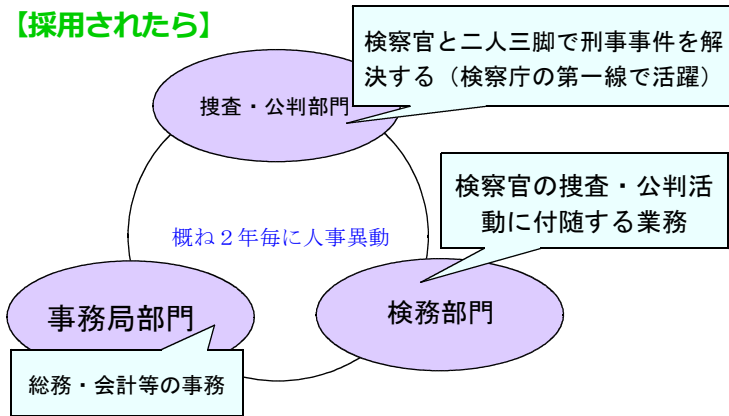 【採用されたら】
検察官と二人三脚で刑事事件を解
決する（検察庁の第一線で活躍）
捜査・公判部門
検察官の捜査・公判活
動に付随する業務
概ね２年毎に人事異動
事務局部門
検務部門
総務・会計等の事務